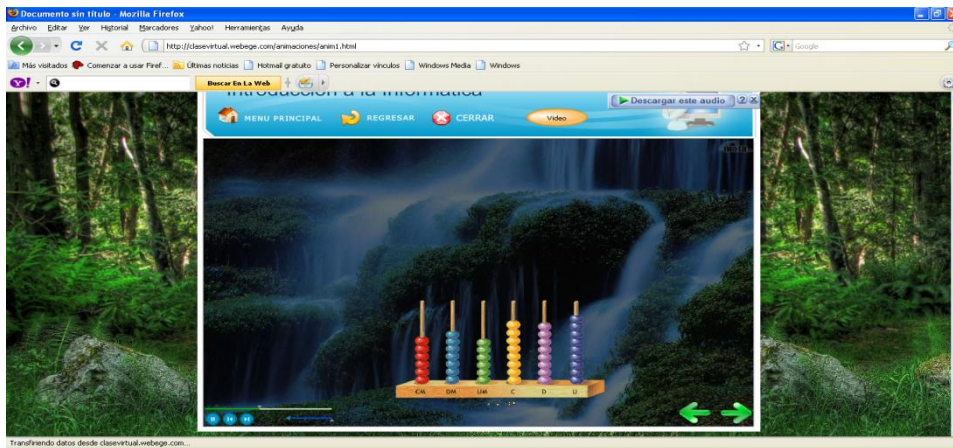 Documento sin título - Mozilla Firefox
Archivo Editar Ver Historial Marcadores Yahoo! Herramientas Ayuda
http://clasevirtual.webege.com/animaciones/anim1.html
Google
Más visitados Comenzar a usar Firef... Últimas noticias Hotmail gratuito Personalizar vínculos Windows Media Windows
Y! Buscar En La Web
Introducción a la Informática
Descargar este audio ? X
MENU PRINCIPAL REGRESAR CERRAR Video
CM DM UM C D U
Transfiriendo datos desde clasevirtual.webege.com...